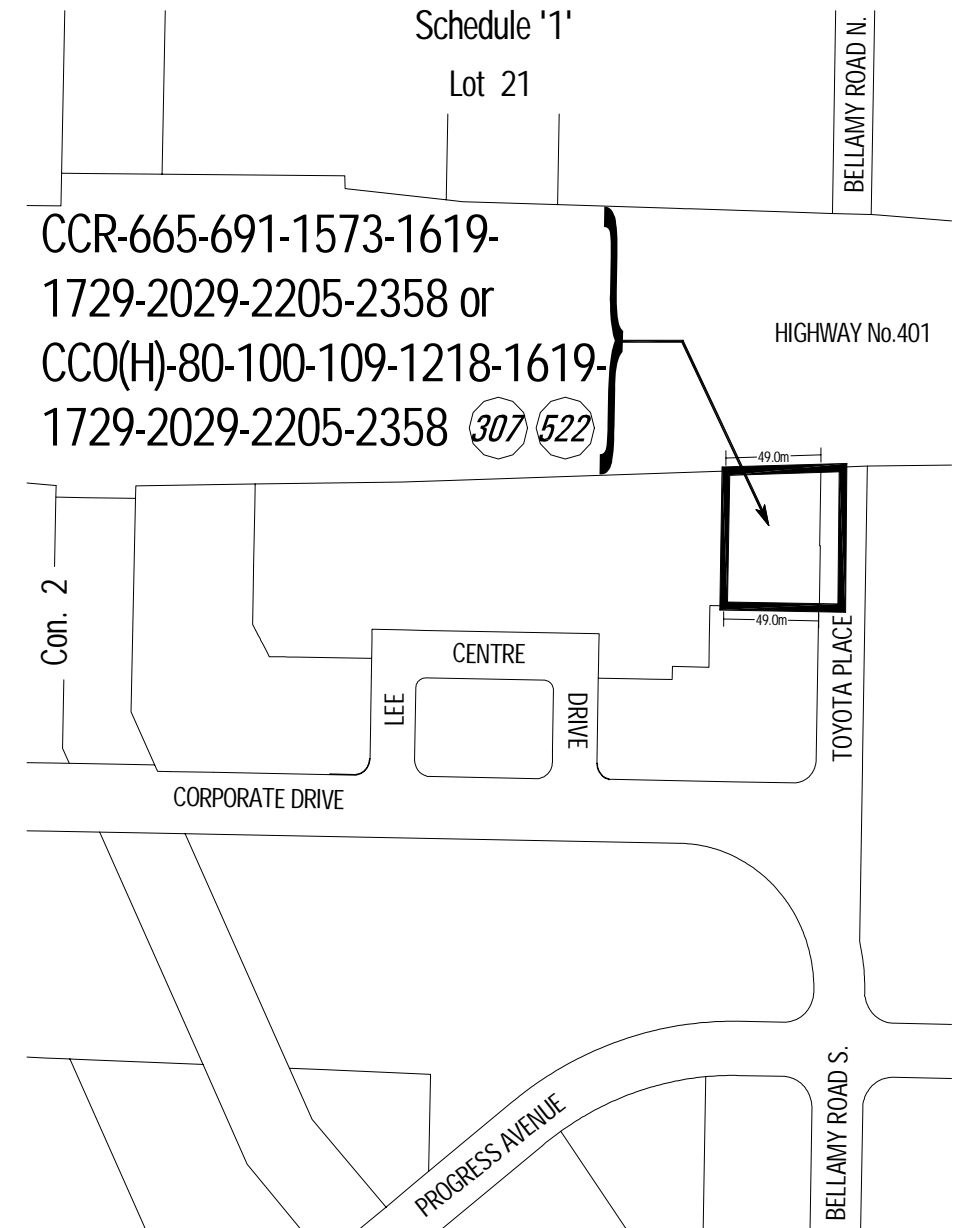 Schedule '1'
Lot 21
BELLAMY ROAD N.
CCR-665-691-1573-1619-
1729-2029-2205-2358 or
CCO(H)-80-100-109-1218-1619-
1729-2029-2205-2358 307 522
HIGHWAY No.401
49.0m
49.0m
Con. 2
TOYOTA PLACE
CENTRE
LEE
DRIVE
CORPORATE DRIVE
PROGRESS AVENUE
BELLAMY ROAD S.